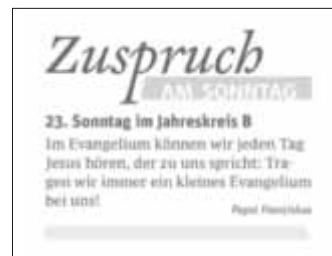 Zuspruch
AM SONNTAG
23. Sonntag im Jahreskreis B
Im Evangelium können wir jeden Tag
Jesus hören, der zu uns spricht: Tra-
gen wir immer ein kleines Evangelium
bei uns!
Papst Franziskus